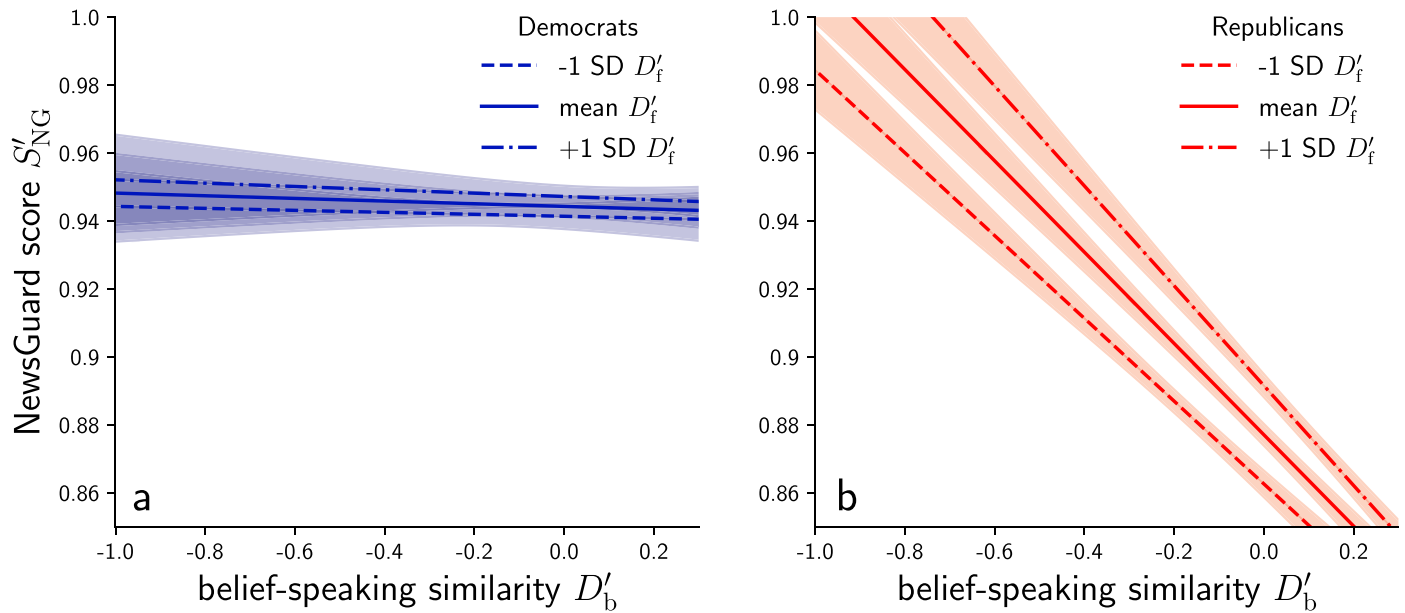 Democrats
-1 SD D′f
mean D′f
+1 SD D′f
NewsGuard score S′NG
1.0
0.98
0.96
0.94
0.92
0.9
0.88
0.86
a
-1.0 -0.8 -0.6 -0.4 -0.2 0.0 0.2
belief-speaking similarity D′b
Republicans
-1 SD D′f
mean D′f
+1 SD D′f
1.0
0.98
0.96
0.94
0.92
0.9
0.88
0.86
b
-1.0 -0.8 -0.6 -0.4 -0.2 0.0 0.2
belief-speaking similarity D′b